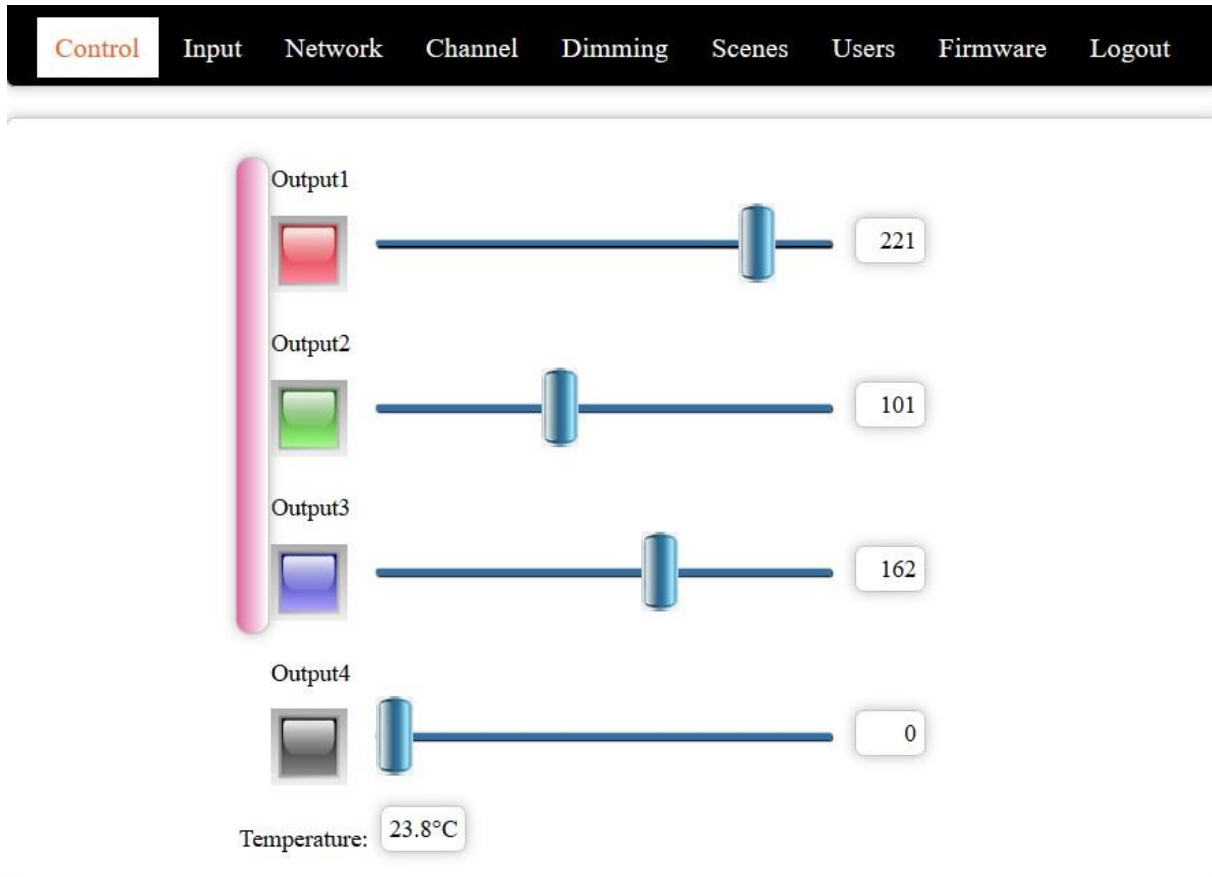 Control Input Network Channel Dimming Scenes Users Firmware Logout
Output1
221
Output2
101
Output3
162
Output4
0
Temperature: 23.8°C